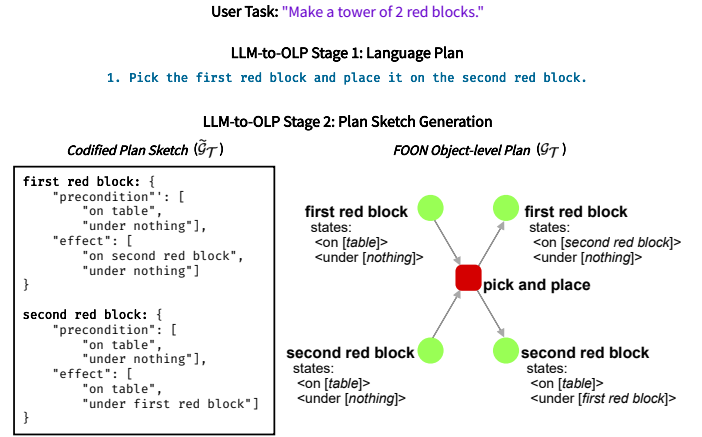 User Task: "Make a tower of 2 red blocks."
LLM-to-OLP Stage 1: Language Plan
1. Pick the first red block and place it on the second red block.
LLM-to-OLP Stage 2: Plan Sketch Generation
Codified Plan Sketch (𝒢̃_𝒯)
first red block: {
"precondition"': [
"on table",
"under nothing"],
"effect": [
"on second red block",
"under nothing"]
}
second red block: {
"precondition": [
"on table",
"under nothing"],
"effect": [
"on table",
"under first red block"]
}
FOON Object-level Plan (𝒢_𝒯)
first red block
states:
<on [table]>
<under [nothing]>
first red block
states:
<on [second red block]>
<under [nothing]>
pick and place
second red block
states:
<on [table]>
<under [nothing]>
second red block
states:
<on [table]>
<under [first red block]>